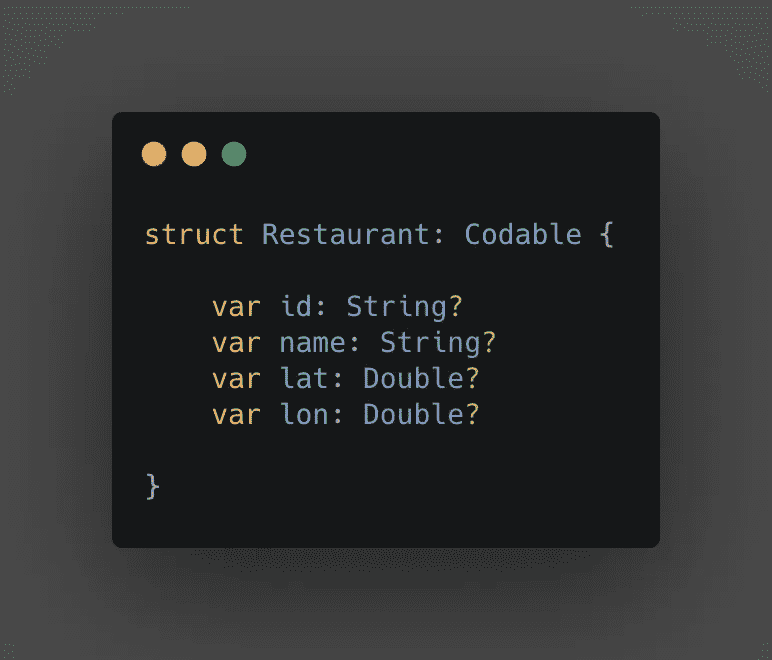 struct Restaurant: Codable {
var id: String?
var name: String?
var lat: Double?
var lon: Double?
}